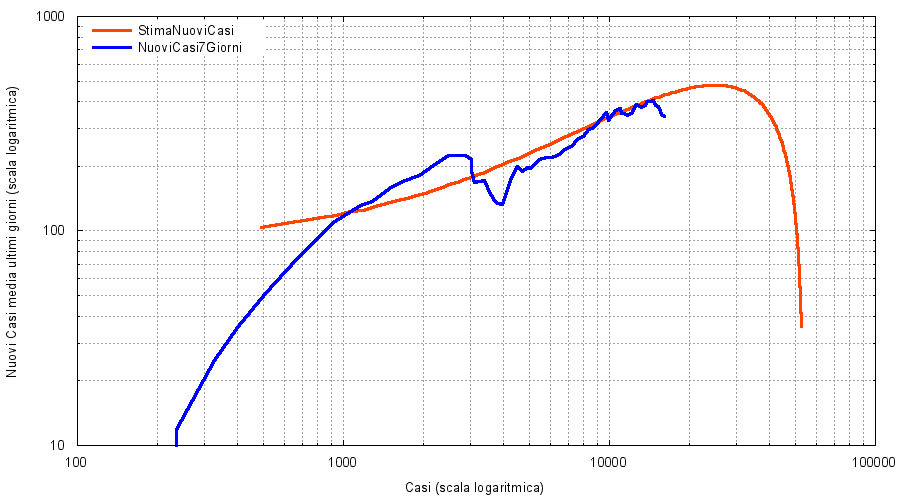 1000
StimaNuoviCasi
NuoviCasi7Giorni
Nuovi Casi media ultimi giorni (scala logaritmica)
100
10
100
1000
10000
100000
Casi (scala logaritmica)